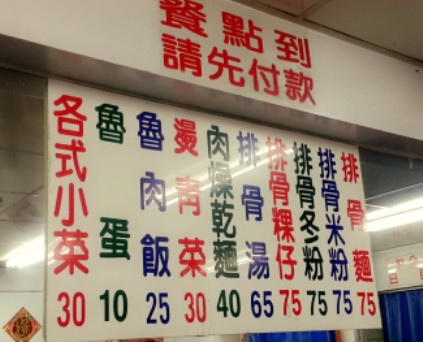 餐點到
請先付款
排骨麵 75
排骨米粉 75
排骨冬粉 75
排骨粿仔 75
排骨湯 65
肉燥乾麵 40
燙青菜 30
魯肉飯 25
魯蛋 10
各式小菜 30